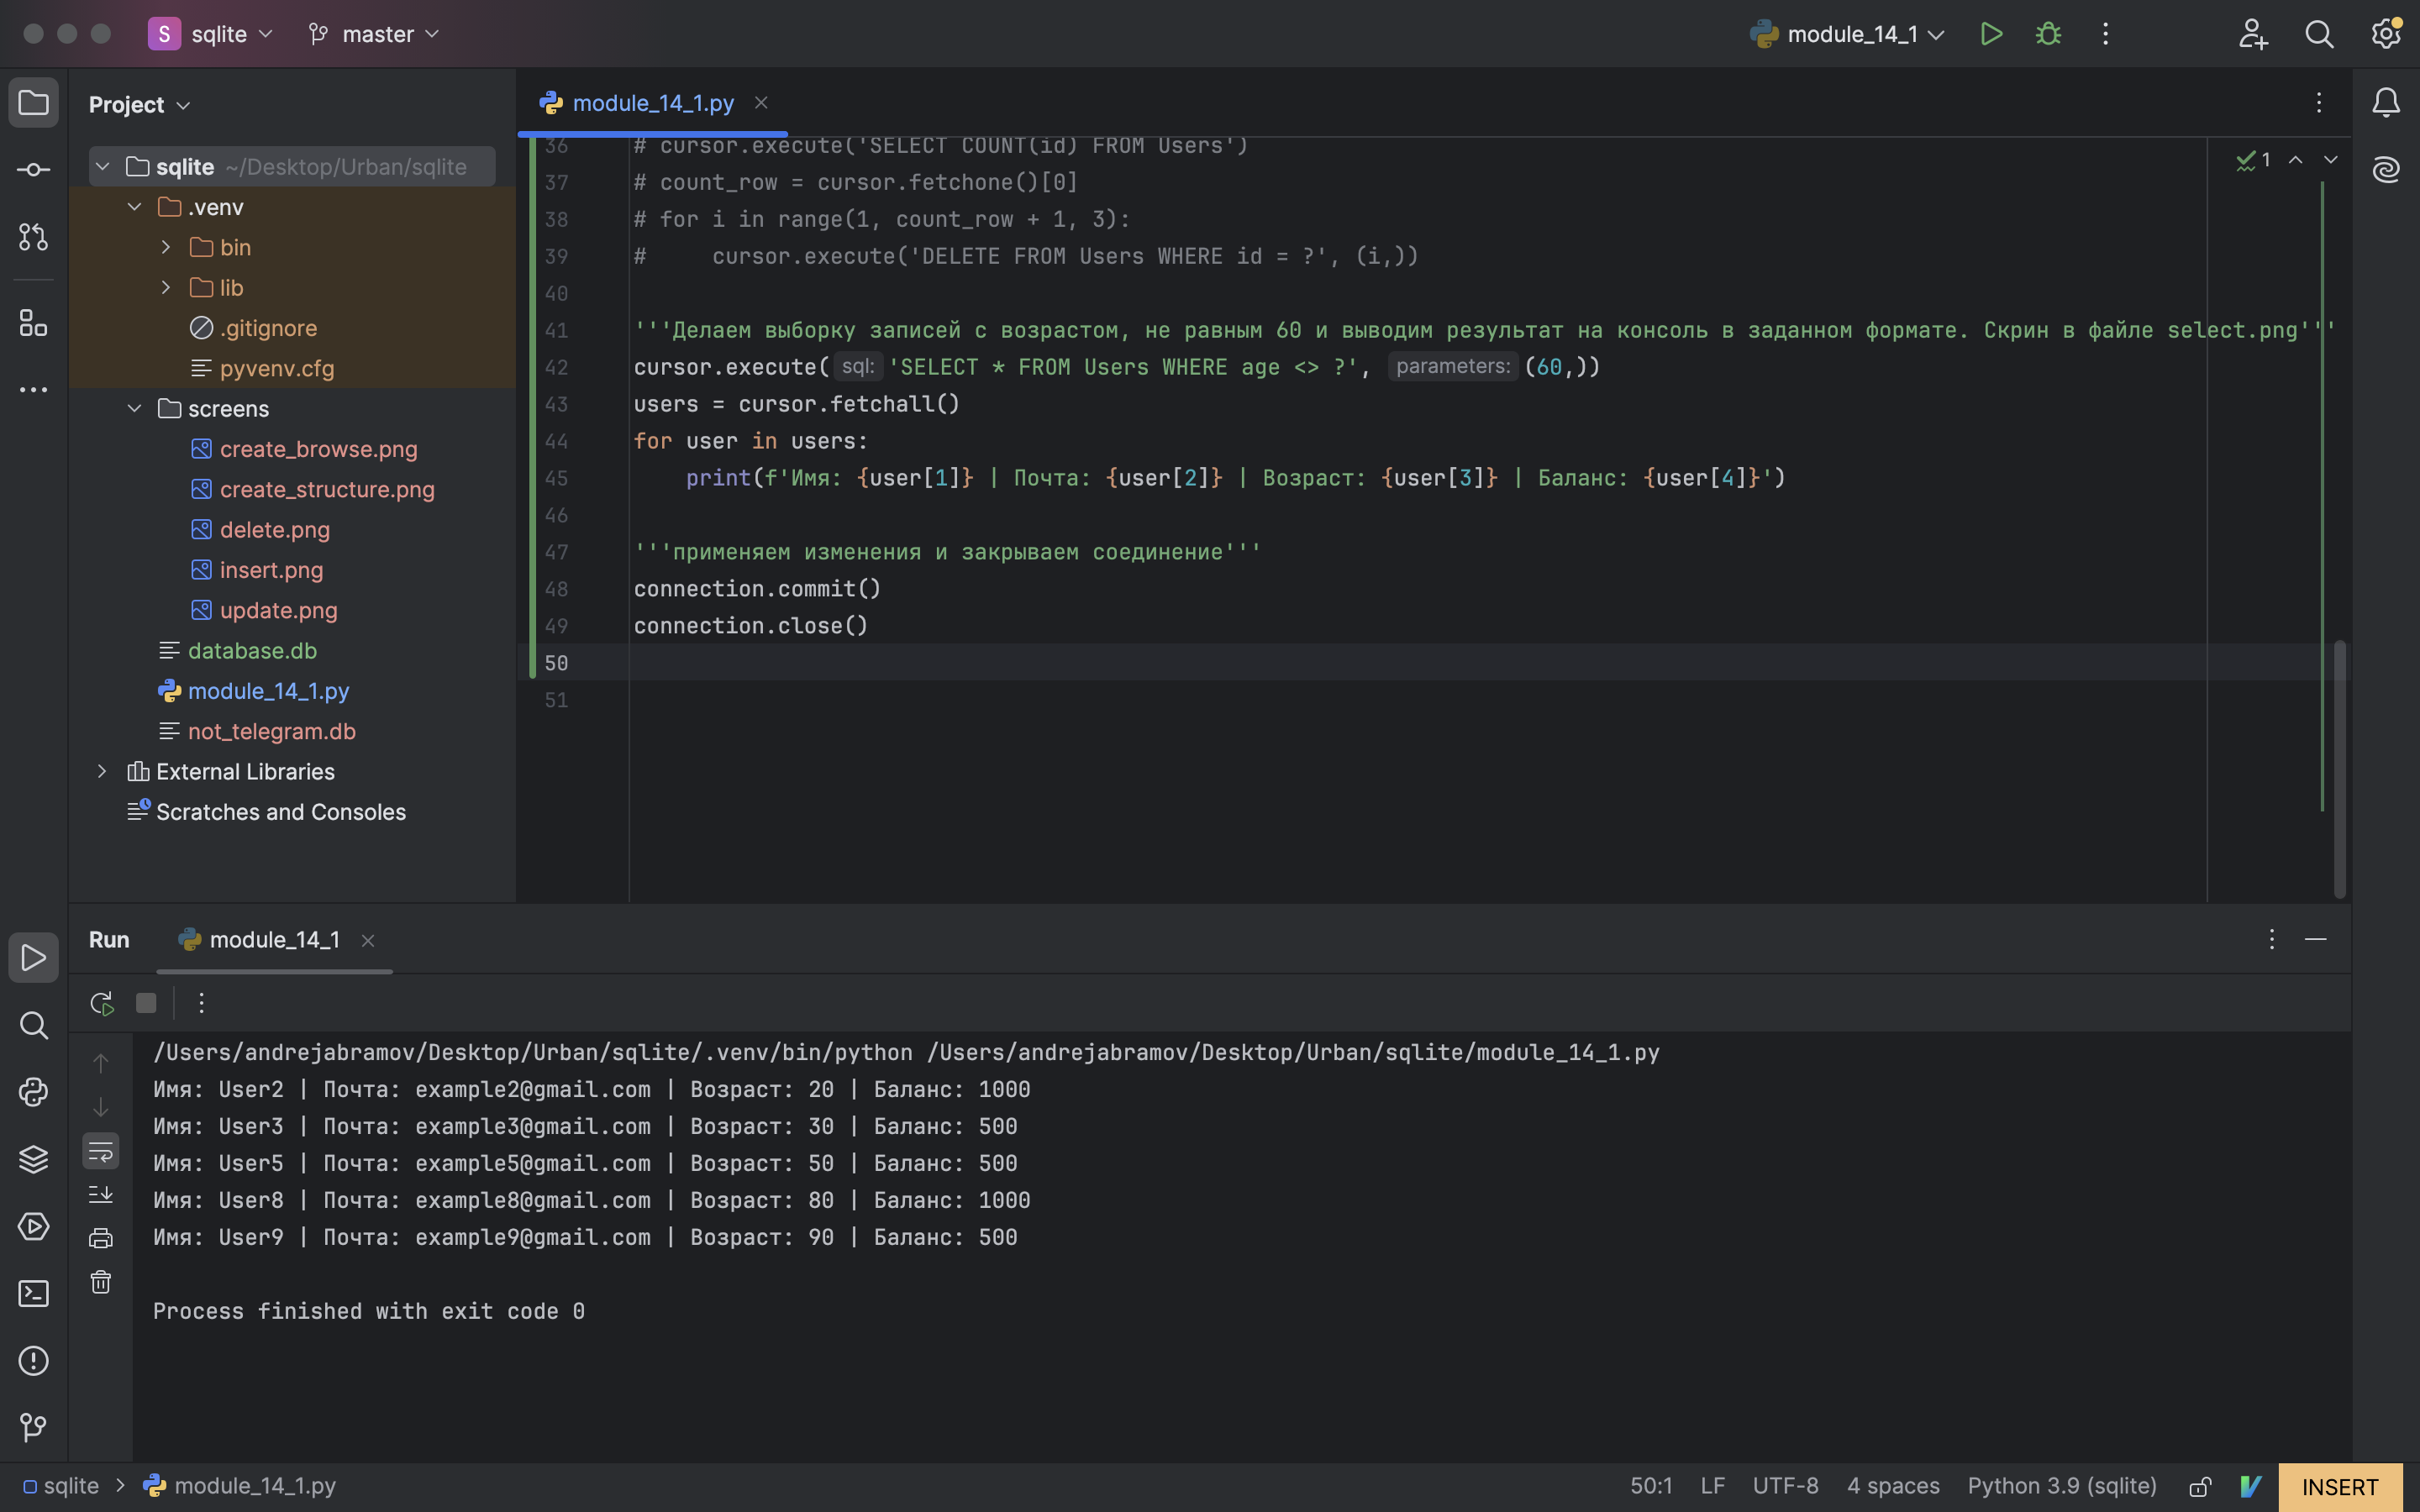 S sqlite master module_14_1
Project
module_14_1.py
sqlite ~/Desktop/Urban/sqlite
.venv
bin
lib
.gitignore
pyvenv.cfg
screens
create_browse.png
create_structure.png
delete.png
insert.png
update.png
database.db
module_14_1.py
not_telegram.db
External Libraries
Scratches and Consoles
1
36 # cursor.execute('SELECT COUNT(id) FROM Users')
37 # count_row = cursor.fetchone()[0]
38 # for i in range(1, count_row + 1, 3):
39 #     cursor.execute('DELETE FROM Users WHERE id = ?', (i,))
40
41 '''Делаем выборку записей с возрастом, не равным 60 и выводим результат на консоль в заданном формате. Скрин в файле select.png'''
42 cursor.execute( sql: 'SELECT * FROM Users WHERE age <> ?', parameters: (60,))
43 users = cursor.fetchall()
44 for user in users:
45     print(f'Имя: {user[1]} | Почта: {user[2]} | Возраст: {user[3]} | Баланс: {user[4]}')
46
47 '''применяем изменения и закрываем соединение'''
48 connection.commit()
49 connection.close()
50
51
Run module_14_1
/Users/andrejabramov/Desktop/Urban/sqlite/.venv/bin/python /Users/andrejabramov/Desktop/Urban/sqlite/module_14_1.py
Имя: User2 | Почта: example2@gmail.com | Возраст: 20 | Баланс: 1000
Имя: User3 | Почта: example3@gmail.com | Возраст: 30 | Баланс: 500
Имя: User5 | Почта: example5@gmail.com | Возраст: 50 | Баланс: 500
Имя: User8 | Почта: example8@gmail.com | Возраст: 80 | Баланс: 1000
Имя: User9 | Почта: example9@gmail.com | Возраст: 90 | Баланс: 500
Process finished with exit code 0
sqlite > module_14_1.py 50:1 LF UTF-8 4 spaces Python 3.9 (sqlite) INSERT